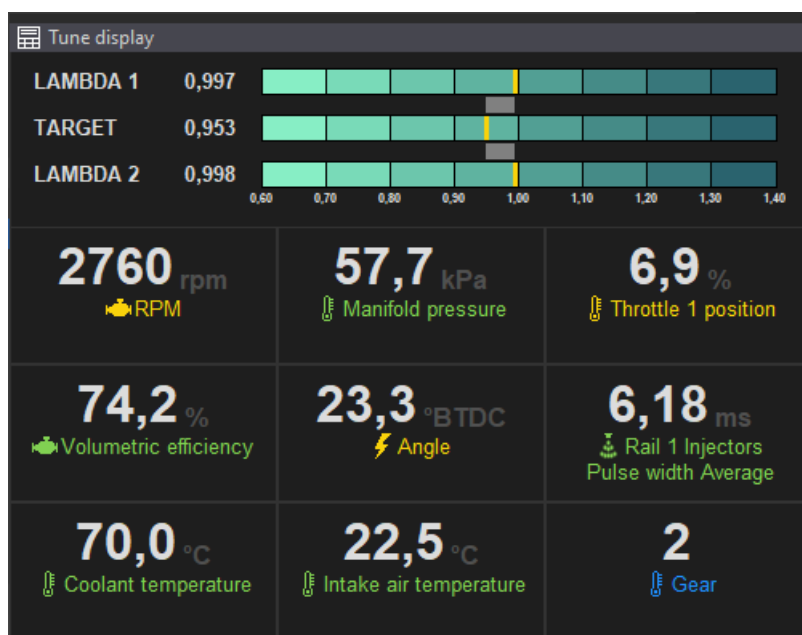 Tune display
LAMBDA 1 0,997
TARGET 0,953
LAMBDA 2 0,998
0,60 0,70 0,80 0,90 1,00 1,10 1,20 1,30 1,40
2760 rpm
RPM
57,7 kPa
Manifold pressure
6,9 %
Throttle 1 position
74,2 %
Volumetric efficiency
23,3 °BTDC
Angle
6,18 ms
Rail 1 Injectors
Pulse width Average
70,0 °C
Coolant temperature
22,5 °C
Intake air temperature
2
Gear